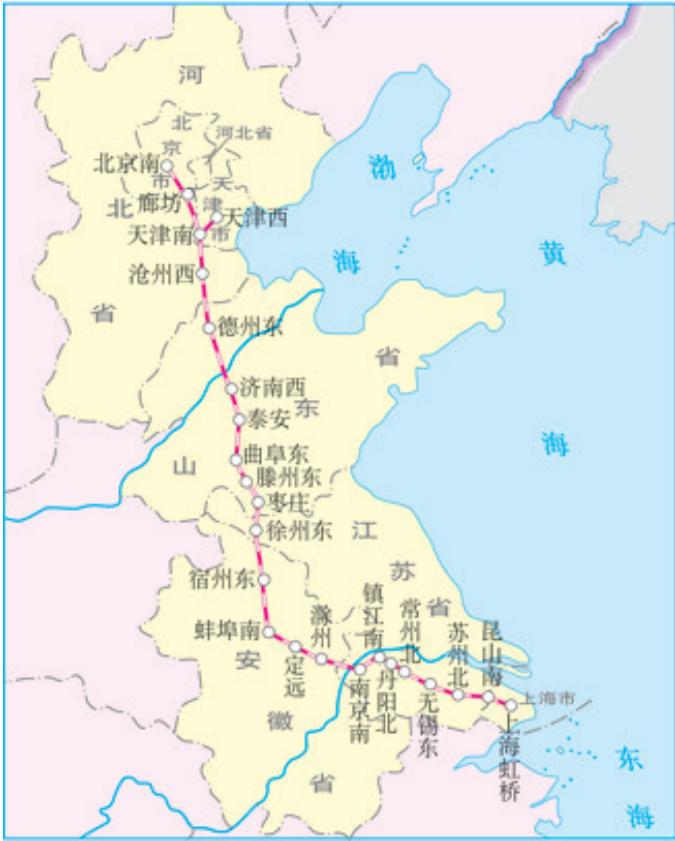 河
北
省
北
京
市
河北省
天
津
市
北京南
廊坊
天津西
天津南
沧州西
德州东
济南西
泰安
曲阜东
滕州东
枣庄
徐州东
宿州东
蚌埠南
定远
滁州
南京南
镇江南
丹阳北
常州北
无锡东
苏州北
昆山南
上海虹桥
上海市
山
东
省
江
苏
省
安
徽
省
渤
海
黄
海
东
海